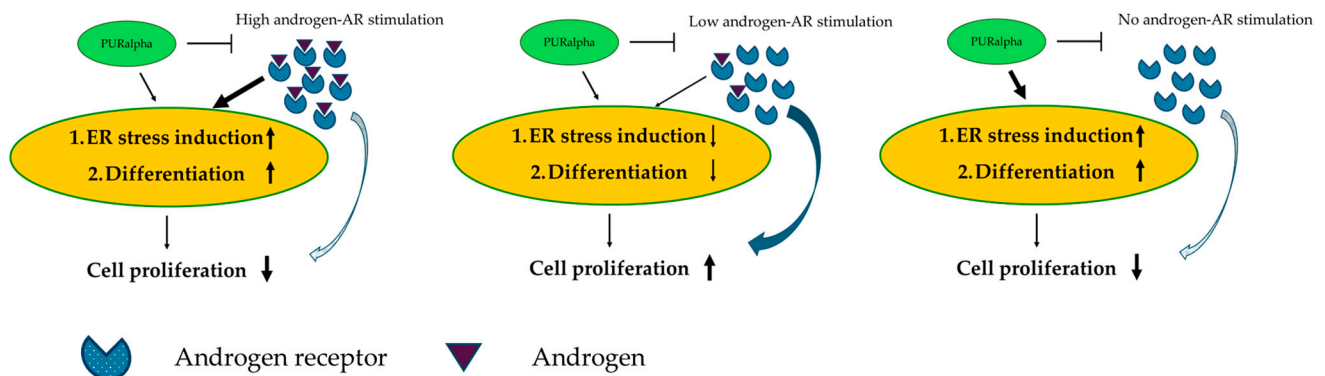 High androgen-AR stimulation
PURalpha
1. ER stress induction
2. Differentiation
Cell proliferation
Low androgen-AR stimulation
PURalpha
1. ER stress induction
2. Differentiation
Cell proliferation
No androgen-AR stimulation
PURalpha
1. ER stress induction
2. Differentiation
Cell proliferation
Androgen receptor
Androgen